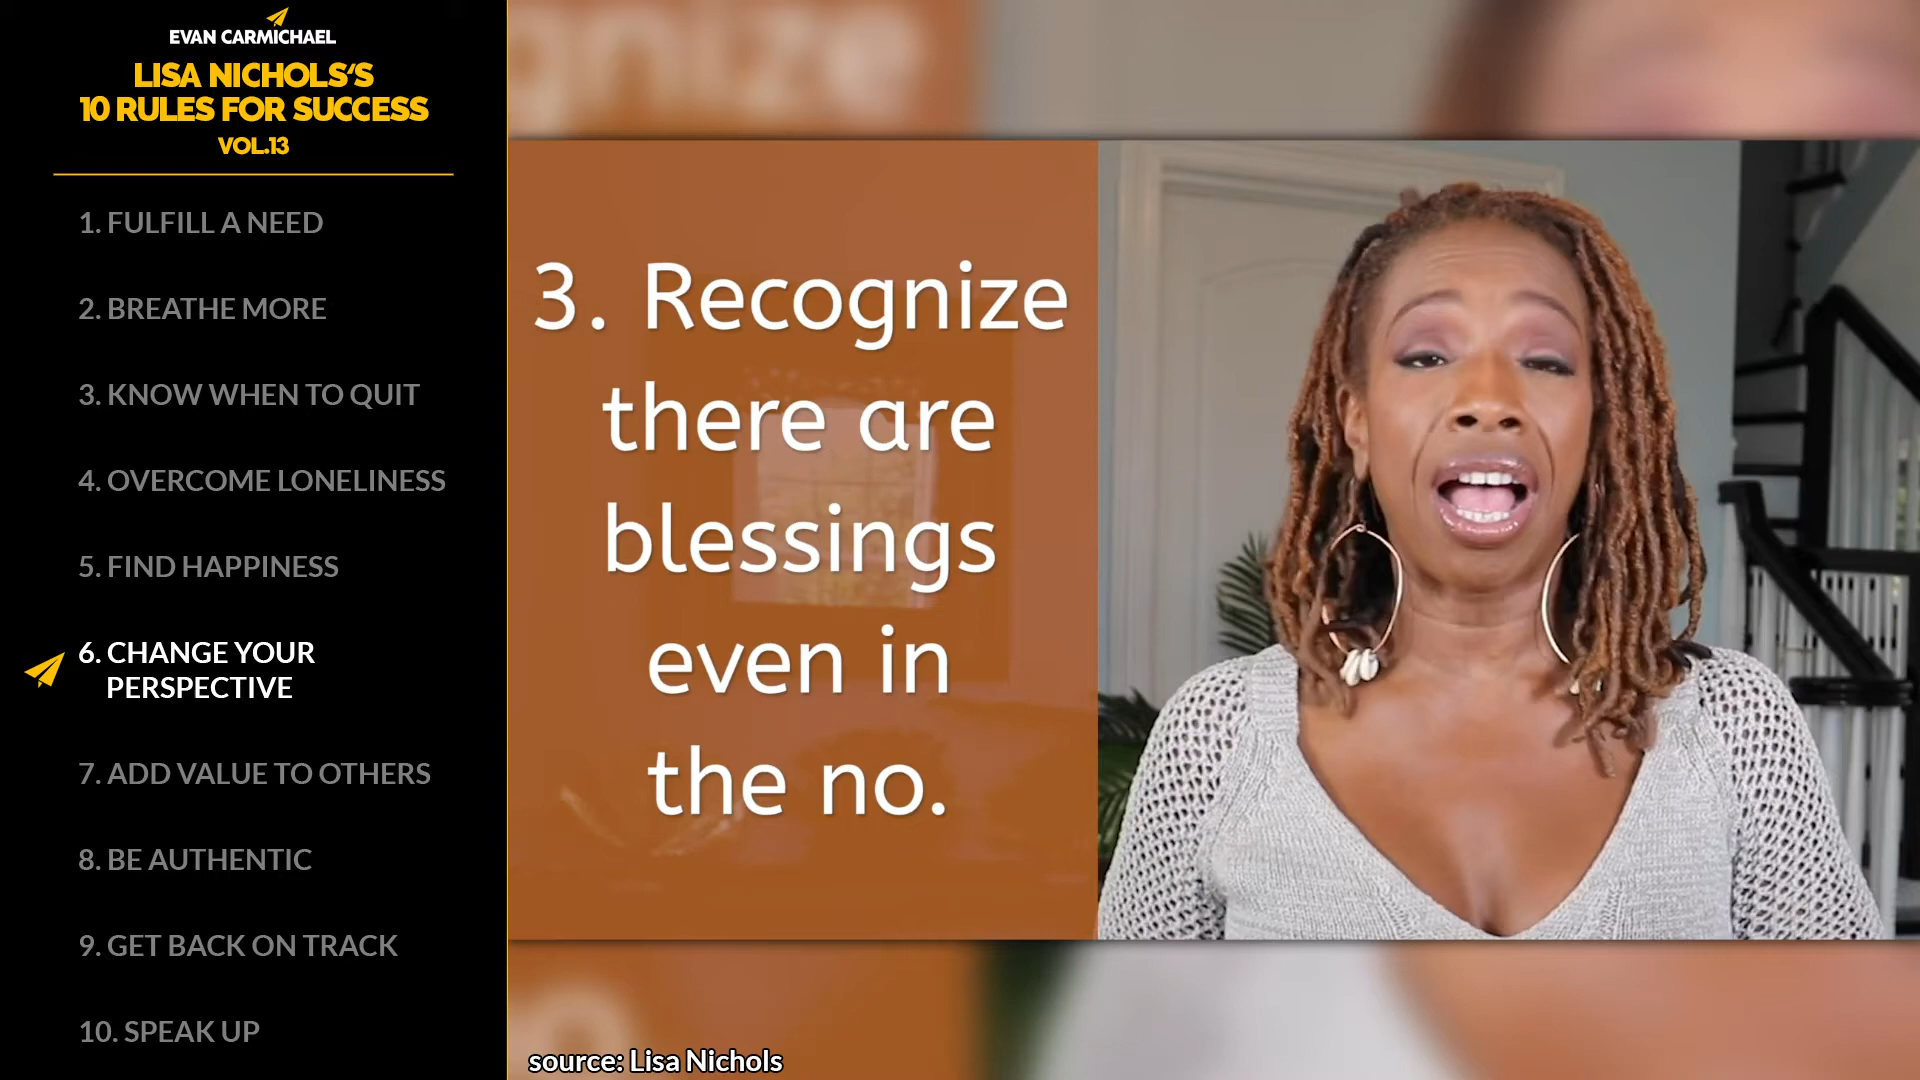 EVAN CARMICHAEL
LISA NICHOLS'S
10 RULES FOR SUCCESS
VOL.13
1. FULFILL A NEED
2. BREATHE MORE
3. KNOW WHEN TO QUIT
4. OVERCOME LONELINESS
5. FIND HAPPINESS
6. CHANGE YOUR
PERSPECTIVE
7. ADD VALUE TO OTHERS
8. BE AUTHENTIC
9. GET BACK ON TRACK
10. SPEAK UP
3. Recognize
there are
blessings
even in
the no.
source: Lisa Nichols